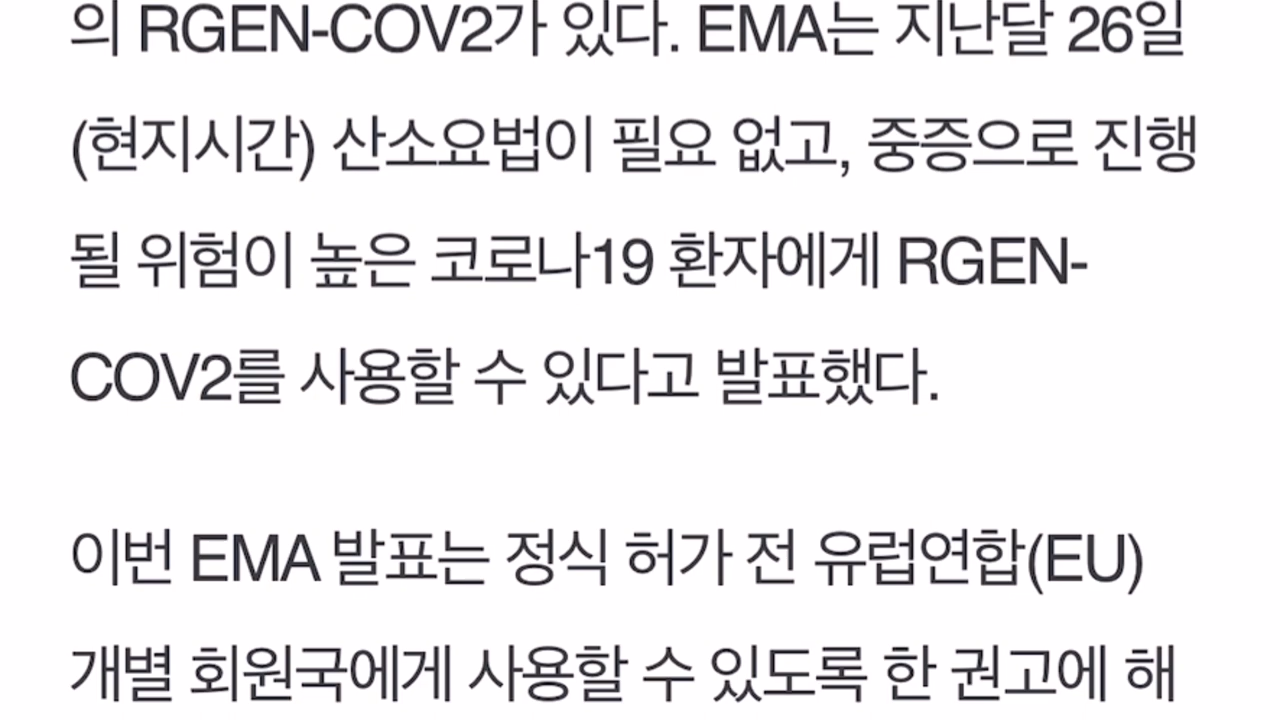 의 RGEN-COV2가 있다. EMA는 지난달 26일
(현지시간) 산소요법이 필요 없고, 중증으로 진행
될 위험이 높은 코로나19 환자에게 RGEN-
COV2를 사용할 수 있다고 발표했다.
이번 EMA 발표는 정식 허가 전 유럽연합(EU)
개별 회원국에게 사용할 수 있도록 한 권고에 해